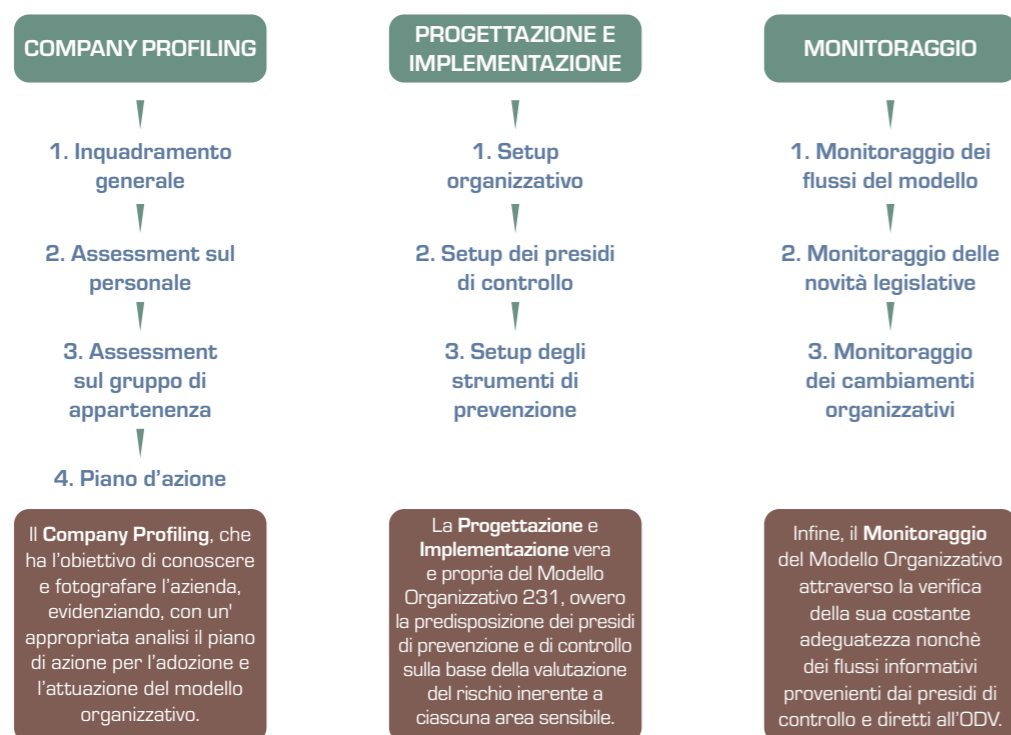 COMPANY PROFILING
1. Inquadramento
generale
2. Assessment sul
personale
3. Assessment
sul gruppo di
appartenenza
4. Piano d’azione
Il Company Profiling, che
ha l’obiettivo di conoscere
e fotografare l’azienda,
evidenziando, con un'
appropriata analisi il piano
di azione per l’adozione e
l’attuazione del modello
organizzativo.
PROGETTAZIONE E
IMPLEMENTAZIONE
1. Setup
organizzativo
2. Setup dei presidi
di controllo
3. Setup degli
strumenti di
prevenzione
La Progettazione e
Implementazione vera
e propria del Modello
Organizzativo 231, ovvero
la predisposizione dei presidi
di prevenzione e di controllo
sulla base della valutazione
del rischio inerente a
ciascuna area sensibile.
MONITORAGGIO
1. Monitoraggio dei
flussi del modello
2. Monitoraggio delle
novità legislative
3. Monitoraggio
dei cambiamenti
organizzativi
Infine, il Monitoraggio
del Modello Organizzativo
attraverso la verifica
della sua costante
adeguatezza nonchè
dei flussi informativi
provenienti dai presidi di
controllo e diretti all’ODV.